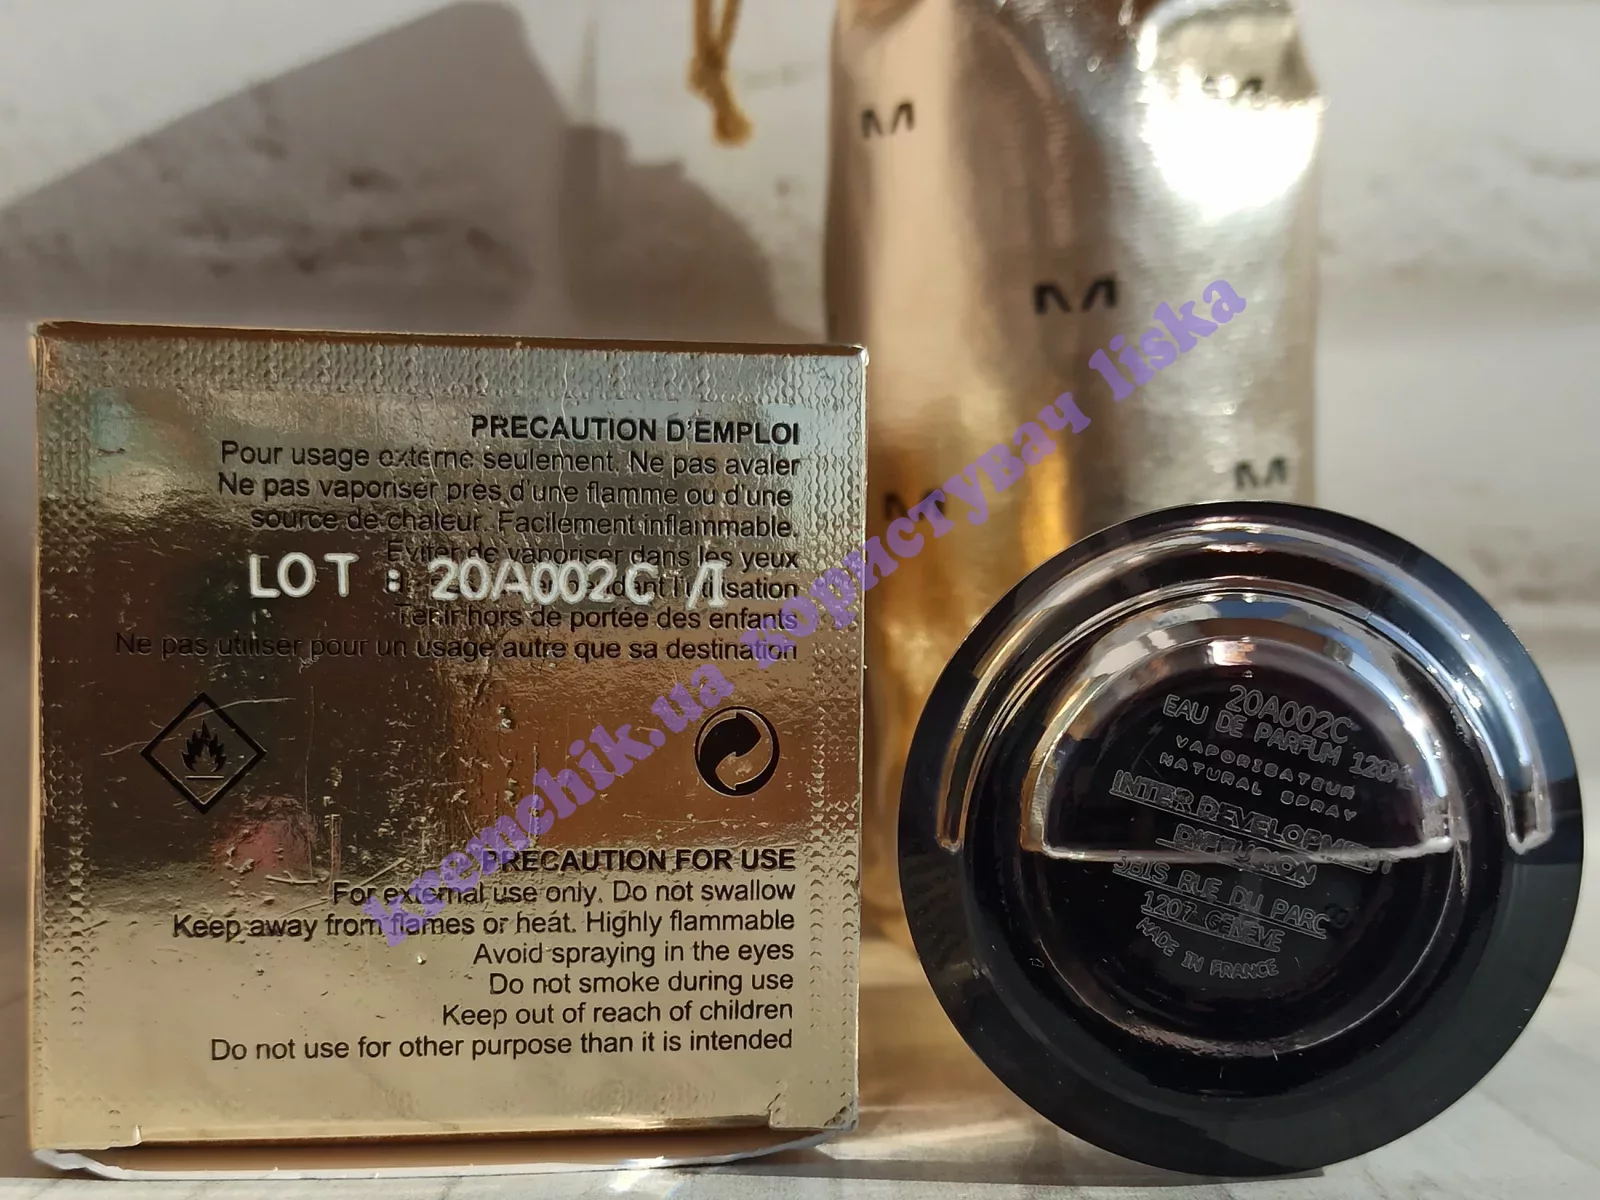 PRECAUTION D'EMPLOI
Pour usage externe seulement. Ne pas avaler
Ne pas vaporiser près d'une flamme ou d'une
source de chaleur. Facilement inflammable.
Eviter de vaporiser dans les yeux
LOT : 20A002C /I
l'utilisation
Tenir hors de portée des enfants
Ne pas utiliser pour un usage autre que sa destination
PRECAUTION FOR USE
For external use only. Do not swallow
Keep away from flames or heat. Highly flammable
Avoid spraying in the eyes
Do not smoke during use
Keep out of reach of children
Do not use for other purpose than it is intended
M
M
M
M
20A002C
EAU DE PARFUM 120ML
VAPORISATEUR
NATURAL SPRAY
INTER DEVELOPMENT
DIFFUSION
RUE DU PARC
1207 GENEVE
MADE IN FRANCE
kremchik.ua користувач liska